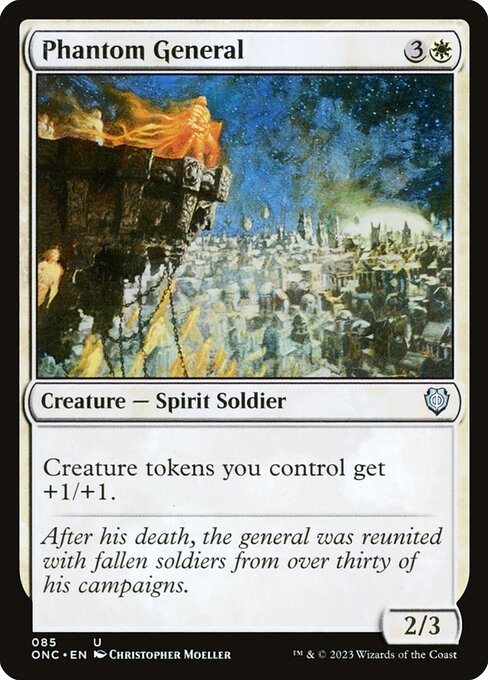 Phantom General 3
Creature — Spirit Soldier
Creature tokens you control get
+1/+1.
After his death, the general was reunited
with fallen soldiers from over thirty of
his campaigns.
2/3
085 U
ONC • EN Christopher Moeller ™ & © 2023 Wizards of the Coast